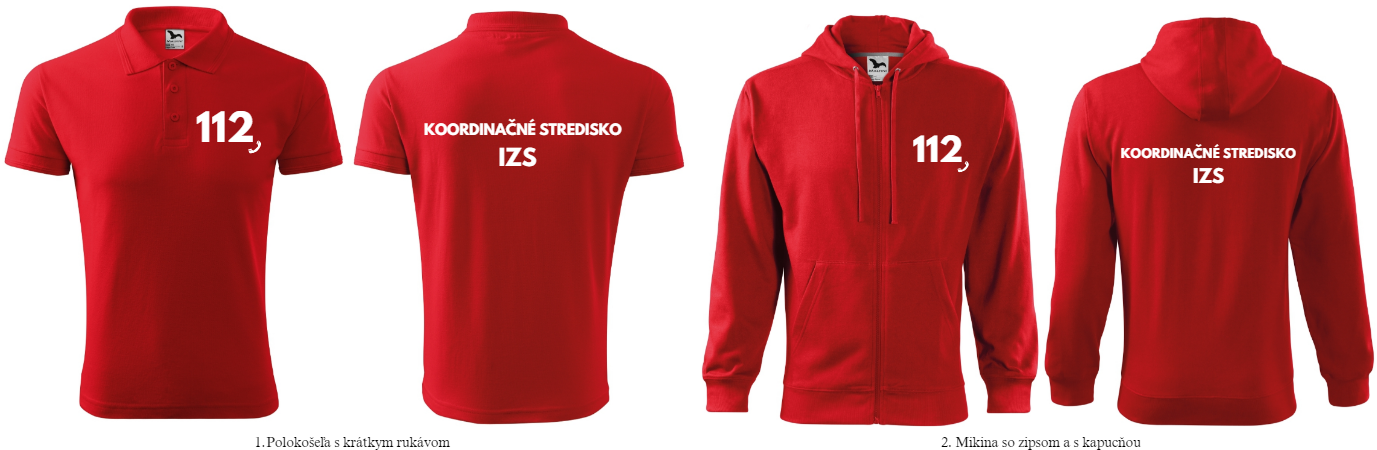 112
KOORDINAČNÉ STREDISKO
IZS
112
KOORDINAČNÉ STREDISKO
IZS
1.Polokošeľa s krátkym rukávom
2. Mikina so zipsom a s kapucňou